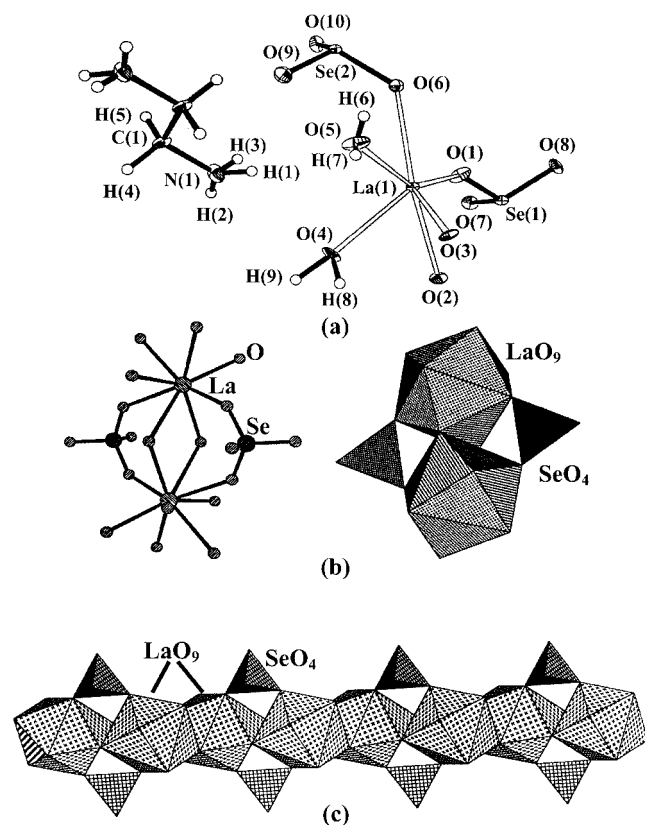 O(10)
O(9)
Se(2)
O(6)
H(5)
H(6)
O(5)
C(1)
H(3)
H(7)
O(1)
O(8)
H(4)
N(1)
H(1)
La(1)
O(7)
Se(1)
H(2)
O(4)
O(3)
H(9)
H(8)
O(2)
(a)
O
La
Se
LaO₉
SeO₄
(b)
LaO₉
SeO₄
(c)